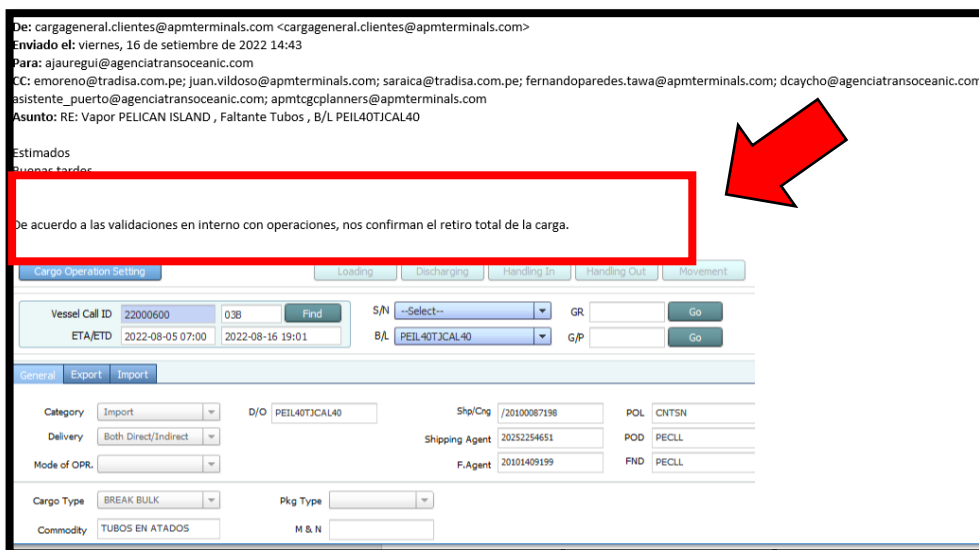 De: cargageneral.clientes@apmterminals.com <cargageneral.clientes@apmterminals.com>
Enviado el: viernes, 16 de setiembre de 2022 14:43
Para: ajauregui@agenciatransoceanic.com
CC: emoreno@tradisa.com.pe; juan.vildoso@apmterminals.com; saraica@tradisa.com.pe; fernandoparedes.tawa@apmterminals.com; dcaycho@agenciatransoceanic.com
asistente_puerto@agenciatransoceanic.com; apmtcgcplanners@apmterminals.com
Asunto: RE: Vapor PELICAN ISLAND , Faltante Tubos , B/L PEIL40TJCAL40
Estimados
Buenas tardes
De acuerdo a las validaciones en interno con operaciones, nos confirman el retiro total de la carga.
Cargo Operation Setting Loading Discharging Handling In Handling Out Movement
Vessel Call ID 22000600 03B Find S/N --Select-- GR Go
ETA/ETD 2022-08-05 07:00 2022-08-16 19:01 B/L PEIL40TJCAL40 G/P Go
General Export Import
Category Import D/O PEIL40TJCAL40 Shp/Cng /20100087198 POL CNTSN
Delivery Both Direct/Indirect Shipping Agent 20252254651 POD PECLL
Mode of OPR. F.Agent 20101409199 FND PECLL
Cargo Type BREAK BULK Pkg Type
Commodity TUBOS EN ATADOS M & N